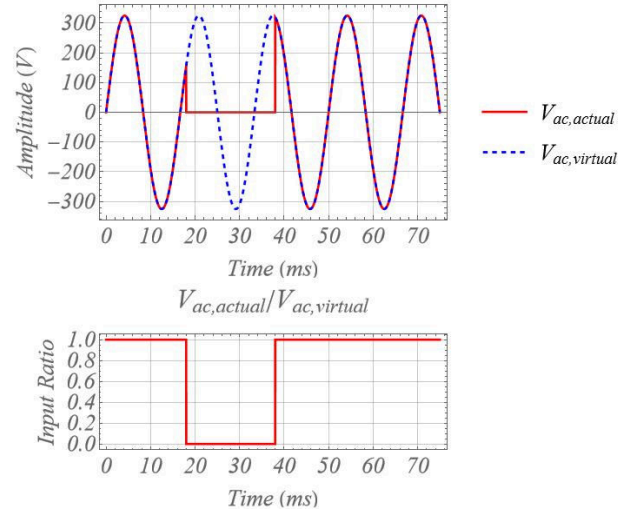 300
200
100
0
−100
−200
−300
Amplitude (V)
0 10 20 30 40 50 60 70
Time (ms)
V_ac,actual
V_ac,virtual
V_ac,actual/V_ac,virtual
1.0
0.8
0.6
0.4
0.2
0.0
Input Ratio
0 10 20 30 40 50 60 70
Time (ms)